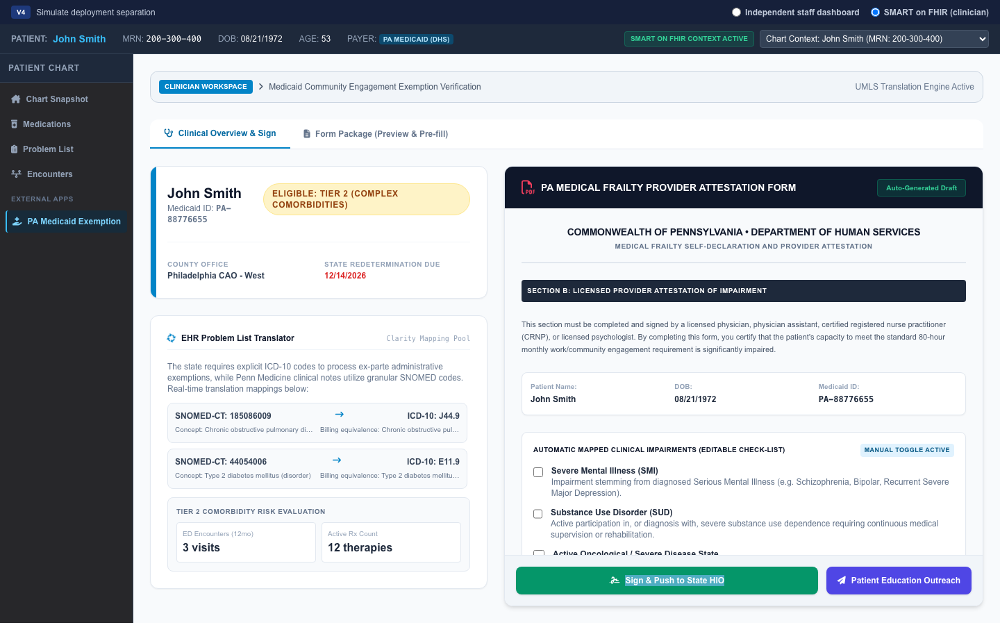 V4 Simulate deployment separation
Independent staff dashboard SMART on FHIR (clinician)
PATIENT: John Smith MRN: 200-300-400 DOB: 08/21/1972 AGE: 53 PAYER: PA MEDICAID (DHS)
SMART ON FHIR CONTEXT ACTIVE Chart Context: John Smith (MRN: 200-300-400)
PATIENT CHART
Chart Snapshot
Medications
Problem List
Encounters
EXTERNAL APPS
PA Medicaid Exemption
CLINICIAN WORKSPACE > Medicaid Community Engagement Exemption Verification
UMLS Translation Engine Active
Clinical Overview & Sign
Form Package (Preview & Pre-fill)
John Smith
Medicaid ID: PA-
88776655
ELIGIBLE: TIER 2 (COMPLEX
COMORBIDITIES)
COUNTY OFFICE
Philadelphia CAO - West
STATE REDETERMINATION DUE
12/14/2026
EHR Problem List Translator
Clarity Mapping Pool
The state requires explicit ICD-10 codes to process ex-parte administrative
exemptions, while Penn Medicine clinical notes utilize granular SNOMED codes.
Real-time translation mappings below:
SNOMED-CT: 185086009 → ICD-10: J44.9
Concept: Chronic obstructive pulmonary di... Billing equivalence: Chronic obstructive pul...
SNOMED-CT: 44054006 → ICD-10: E11.9
Concept: Type 2 diabetes mellitus (disorder) Billing equivalence: Type 2 diabetes mellitu...
TIER 2 COMORBIDITY RISK EVALUATION
ED Encounters (12mo)
3 visits
Active Rx Count
12 therapies
PDF PA MEDICAL FRAILTY PROVIDER ATTESTATION FORM
Auto-Generated Draft
COMMONWEALTH OF PENNSYLVANIA • DEPARTMENT OF HUMAN SERVICES
MEDICAL FRAILTY SELF-DECLARATION AND PROVIDER ATTESTATION
SECTION B: LICENSED PROVIDER ATTESTATION OF IMPAIRMENT
This section must be completed and signed by a licensed physician, physician assistant, certified registered nurse practitioner
(CRNP), or licensed psychologist. By completing this form, you certify that the patient's capacity to meet the standard 80-hour
monthly work/community engagement requirement is significantly impaired.
Patient Name:
John Smith
DOB:
08/21/1972
Medicaid ID:
PA-88776655
AUTOMATIC MAPPED CLINICAL IMPAIRMENTS (EDITABLE CHECK-LIST)
MANUAL TOGGLE ACTIVE
Severe Mental Illness (SMI)
Impairment stemming from diagnosed Serious Mental Illness (e.g. Schizophrenia, Bipolar, Recurrent Severe
Major Depression).
Substance Use Disorder (SUD)
Active participation in, or diagnosis with, severe substance use dependence requiring continuous medical
supervision or rehabilitation.
Active Oncological / Severe Disease State
Sign & Push to State HIO
Patient Education Outreach